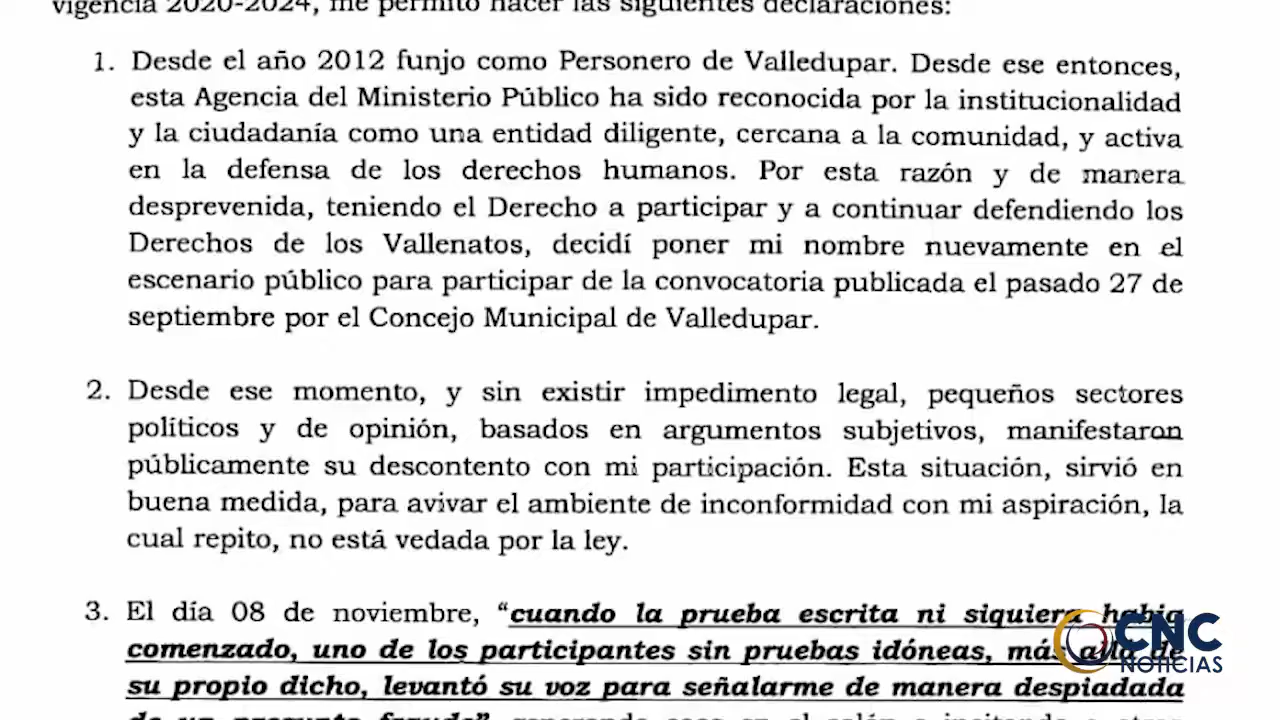 vigencia 2020-2024, me permito hacer las siguientes declaraciones:
1. Desde el año 2012 funjo como Personero de Valledupar. Desde ese entonces,
esta Agencia del Ministerio Público ha sido reconocida por la institucionalidad
y la ciudadanía como una entidad diligente, cercana a la comunidad, y activa
en la defensa de los derechos humanos. Por esta razón y de manera
desprevenida, teniendo el Derecho a participar y a continuar defendiendo los
Derechos de los Vallenatos, decidí poner mi nombre nuevamente en el
escenario público para participar de la convocatoria publicada el pasado 27 de
septiembre por el Concejo Municipal de Valledupar.
2. Desde ese momento, y sin existir impedimento legal, pequeños sectores
políticos y de opinión, basados en argumentos subjetivos, manifestaron
públicamente su descontento con mi participación. Esta situación, sirvió en
buena medida, para avivar el ambiente de inconformidad con mi aspiración, la
cual repito, no está vedada por la ley.
3. El día 08 de noviembre, “cuando la prueba escrita ni siquiera había
comenzado, uno de los participantes sin pruebas idóneas, más allá de
su propio dicho, levantó su voz para señalarme de manera despiadada
de un presunto fraude”,
CNC
NOTICIAS